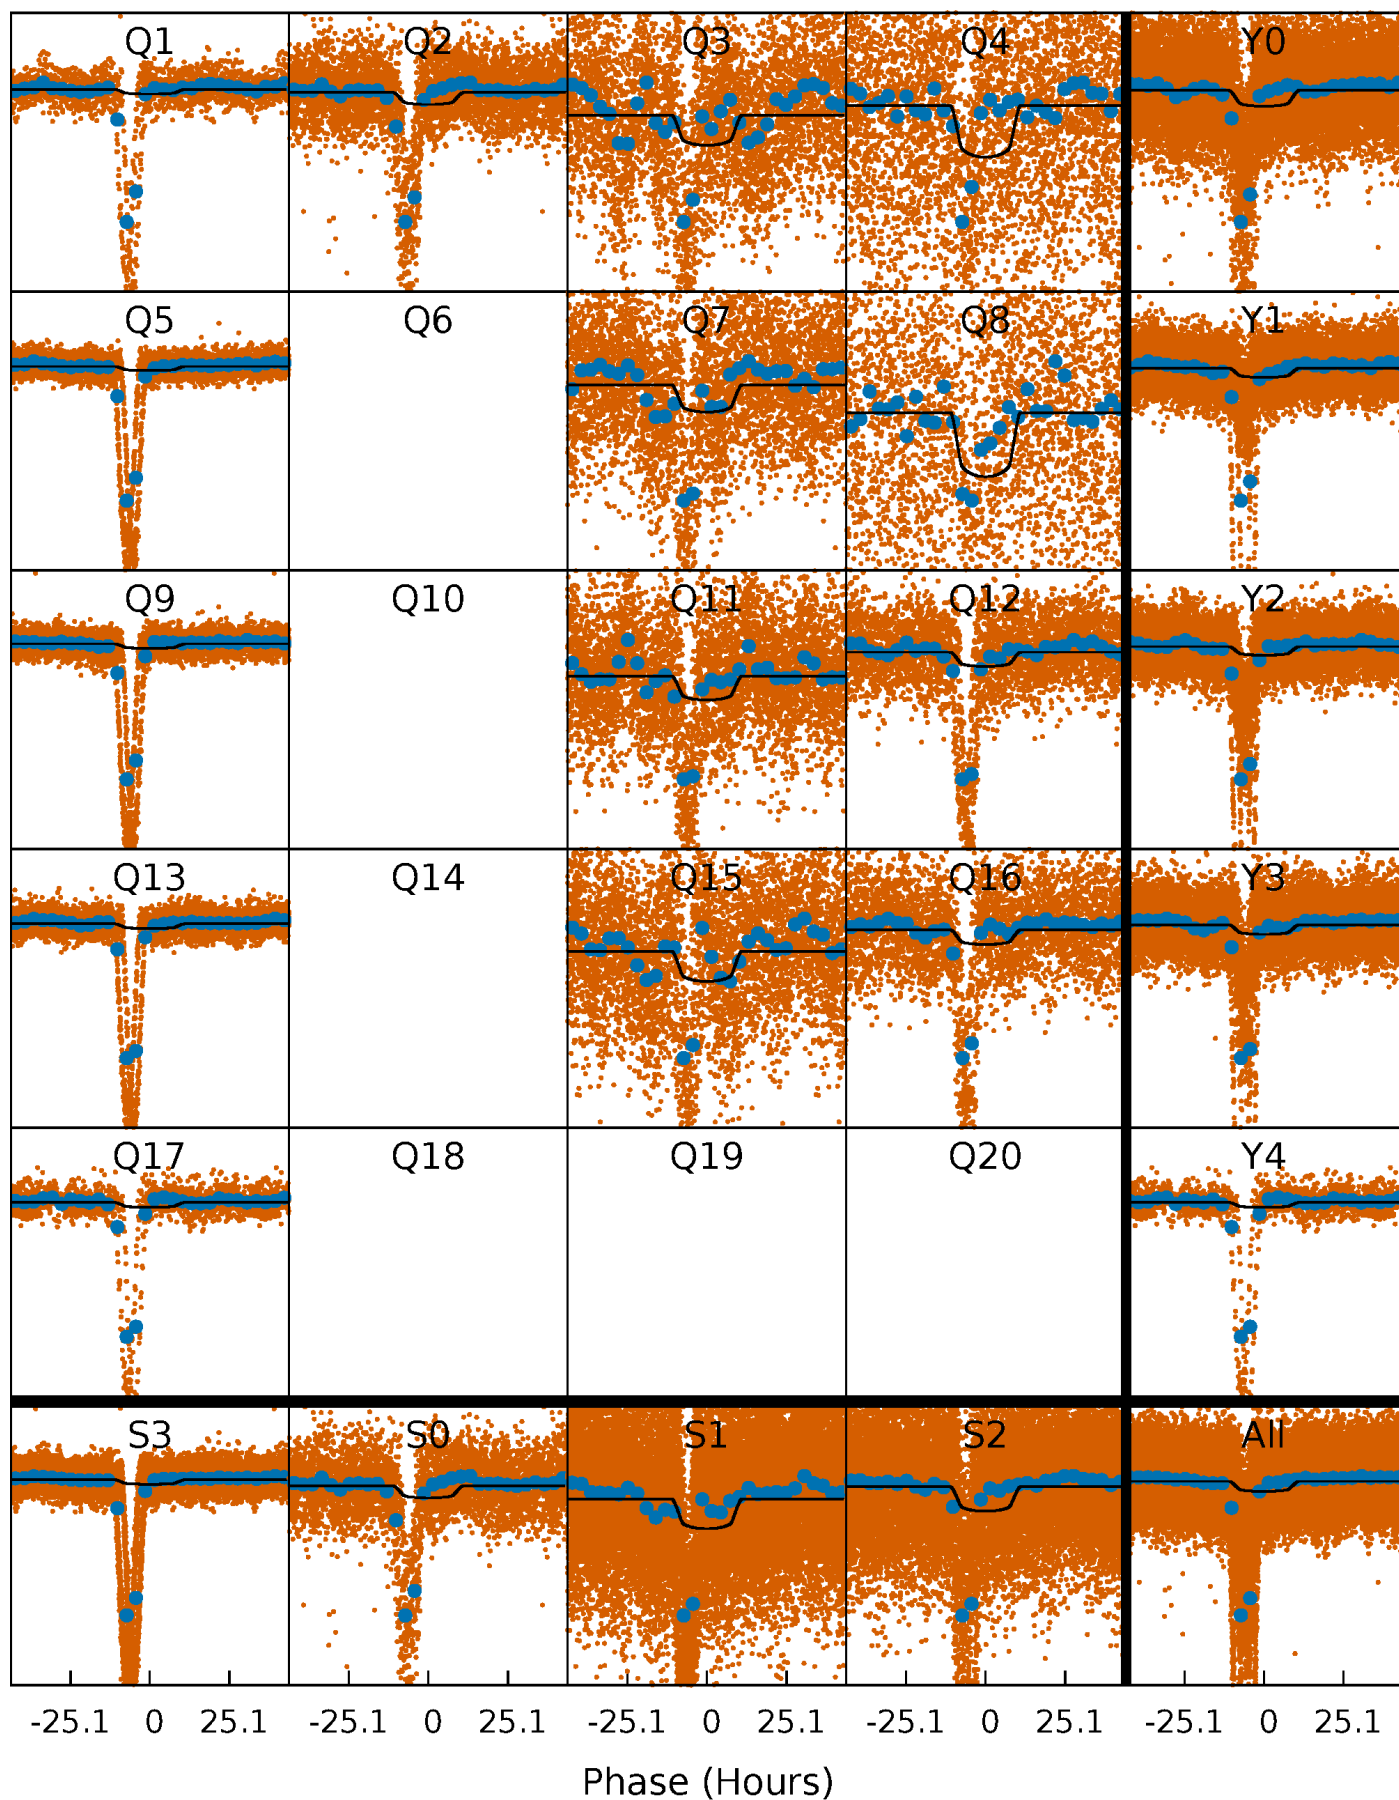 Q1 Q2 Q3 Q4 Y0
Q5 Q6 Q7 Q8 Y1
Q9 Q10 Q11 Q12 Y2
Q13 Q14 Q15 Q16 Y3
Q17 Q18 Q19 Q20 Y4
S3 S0 S1 S2 All
-25.1 0 25.1 -25.1 0 25.1 -25.1 0 25.1 -25.1 0 25.1 -25.1 0 25.1
Phase (Hours)